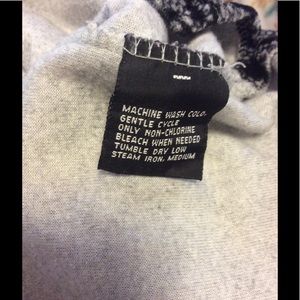 MACHINE WASH COLD,
GENTLE CYCLE
ONLY NON-CHLORINE
BLEACH WHEN NEEDED
TUMBLE DRY LOW
STEAM IRON, MEDIUM